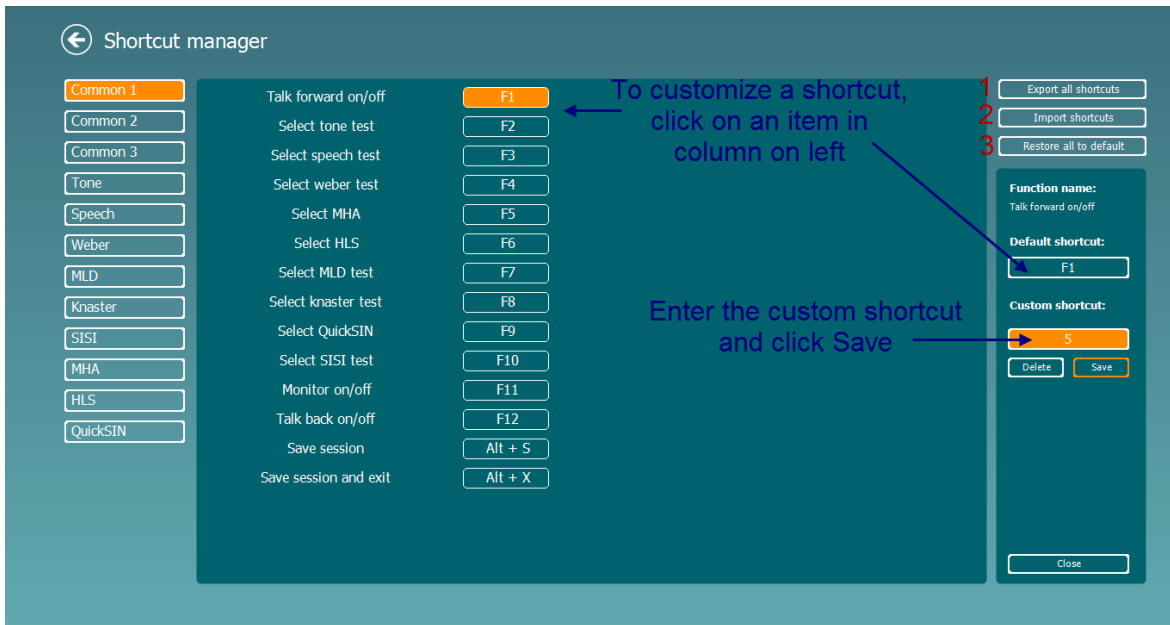 Shortcut manager
Common 1
Common 2
Common 3
Tone
Speech
Weber
MLD
Knaster
SISI
MHA
HLS
QuickSIN
Talk forward on/off F1
Select tone test F2
Select speech test F3
Select weber test F4
Select MHA F5
Select HLS F6
Select MLD test F7
Select knaster test F8
Select QuickSIN F9
Select SISI test F10
Monitor on/off F11
Talk back on/off F12
Save session Alt + S
Save session and exit Alt + X
To customize a shortcut,
click on an item in
column on left
Enter the custom shortcut
and click Save
1 Export all shortcuts
2 Import shortcuts
3 Restore all to default
Function name:
Talk forward on/off
Default shortcut:
F1
Custom shortcut:
5
Delete Save
Close